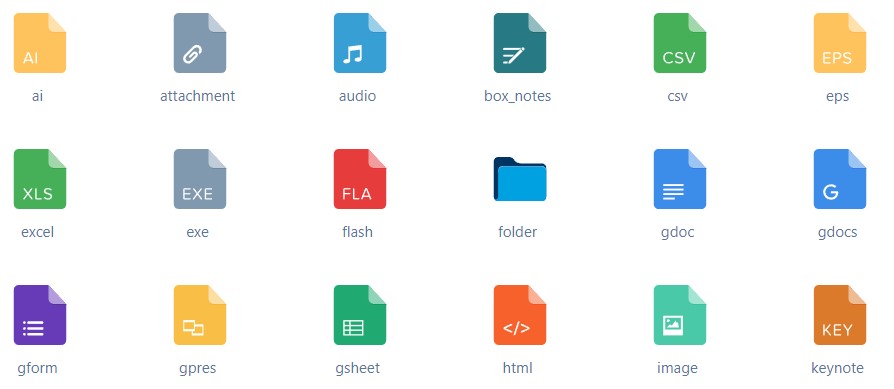 AI
CSV
EPS
ai
attachment
audio
box_notes
csv
eps
XLS
EXE
FLA
G
excel
exe
flash
folder
gdoc
gdocs
</>
KEY
gform
gpres
gsheet
html
image
keynote